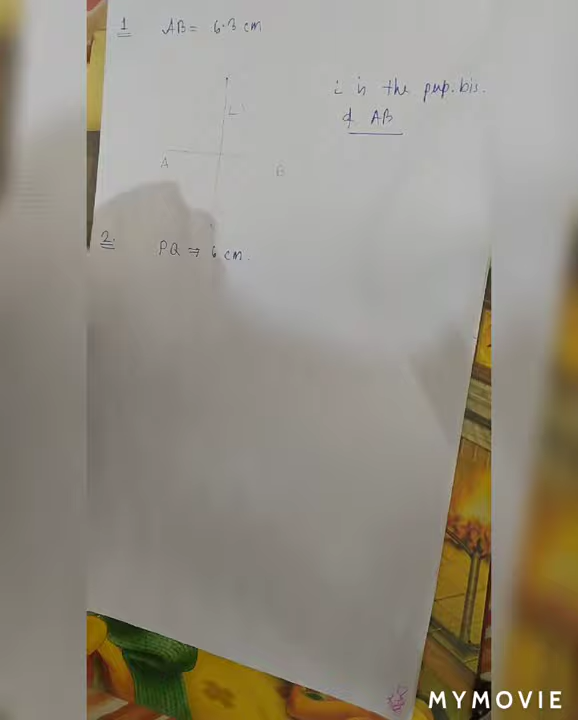 1 AB = 6.3 cm
L is the perp. bis.
of AB
L
A B
2. PQ ⇒ 6 cm.
MYMOVIE